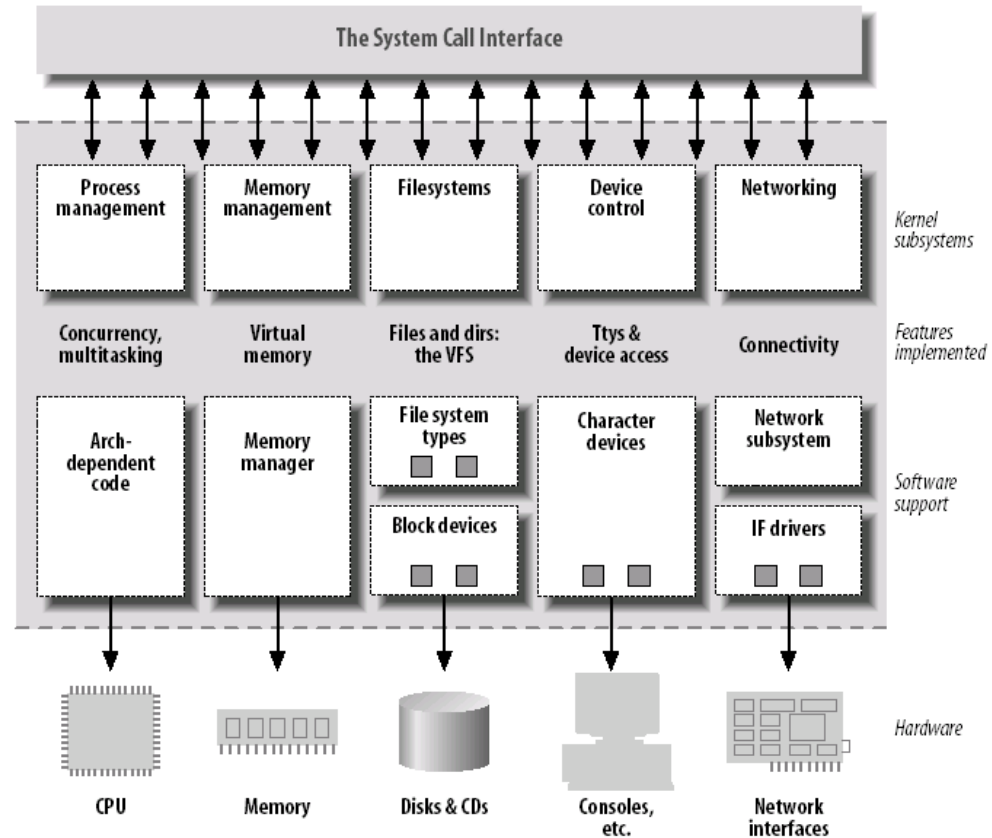 The System Call Interface
Process
management
Memory
management
Filesystems
Device
control
Networking
Kernel
subsystems
Concurrency,
multitasking
Virtual
memory
Files and dirs:
the VFS
Ttys &
device access
Connectivity
Features
implemented
Arch-
dependent
code
Memory
manager
File system
types
Block devices
Character
devices
Network
subsystem
IF drivers
Software
support
CPU
Memory
Disks & CDs
Consoles,
etc.
Network
interfaces
Hardware